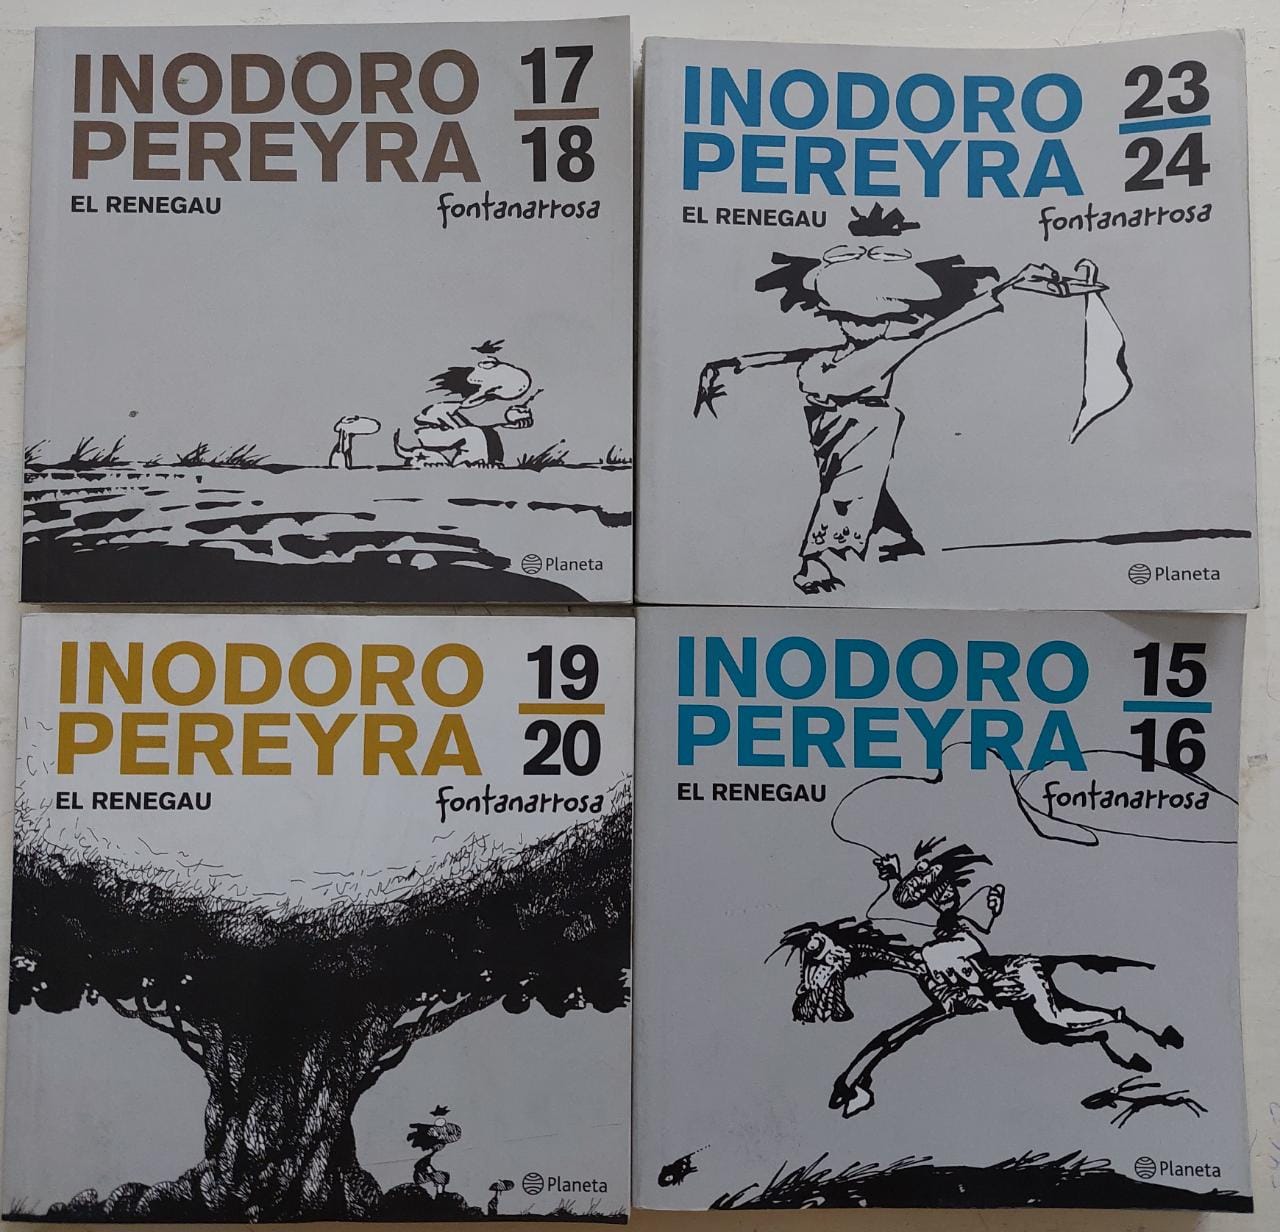 INODORO
PEREYRA
17
18
EL RENEGAU
fontanarrosa
Planeta
INODORO
PEREYRA
23
24
EL RENEGAU
fontanarrosa
Planeta
INODORO
PEREYRA
19
20
EL RENEGAU
fontanarrosa
Planeta
INODORO
PEREYRA
15
16
EL RENEGAU
fontanarrosa
Planeta